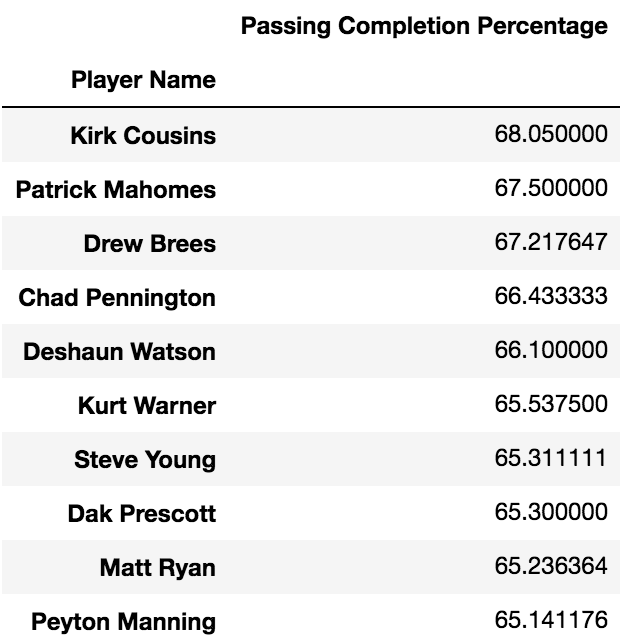 Passing Completion Percentage
Player Name
Kirk Cousins 68.050000
Patrick Mahomes 67.500000
Drew Brees 67.217647
Chad Pennington 66.433333
Deshaun Watson 66.100000
Kurt Warner 65.537500
Steve Young 65.311111
Dak Prescott 65.300000
Matt Ryan 65.236364
Peyton Manning 65.141176